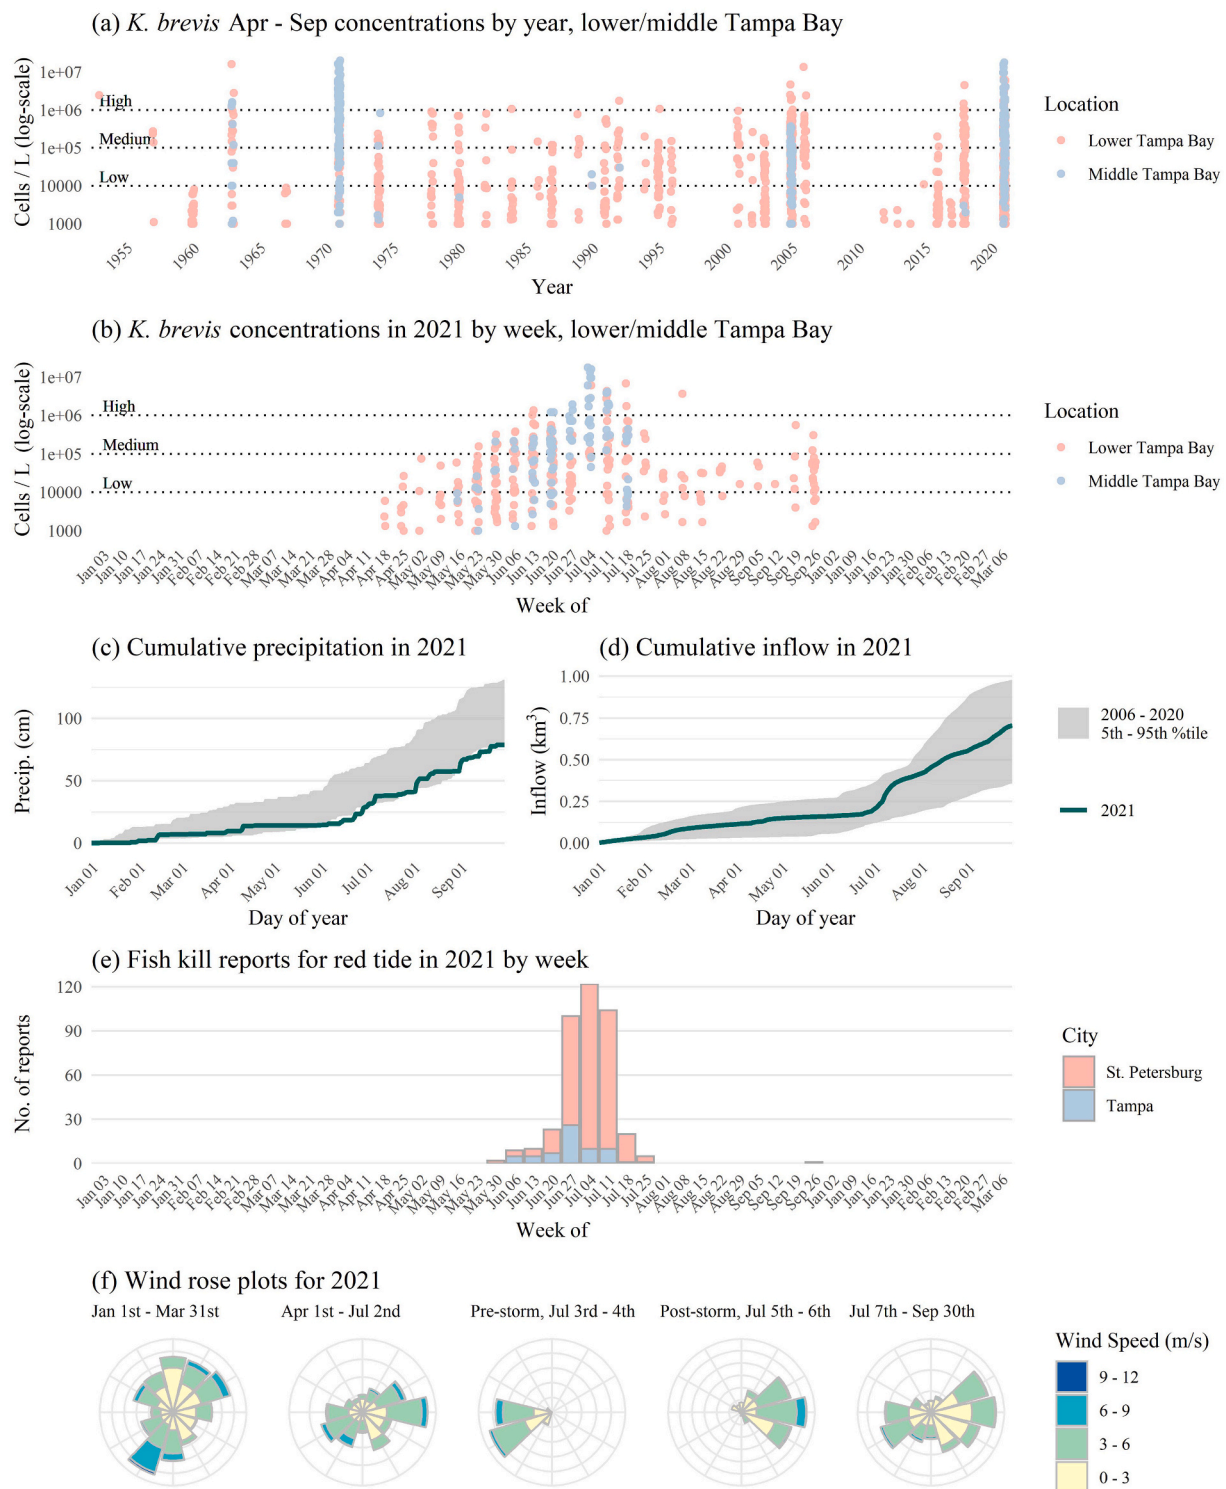 (a) K. brevis Apr - Sep concentrations by year, lower/middle Tampa Bay
Cells / L (log-scale)
1e+07
1e+06
1e+05
10000
1000
High
Medium
Low
1955 1960 1965 1970 1975 1980 1985 1990 1995 2000 2005 2010 2015 2020
Year
Location
Lower Tampa Bay
Middle Tampa Bay
(b) K. brevis concentrations in 2021 by week, lower/middle Tampa Bay
Cells / L (log-scale)
1e+07
1e+06
1e+05
10000
1000
High
Medium
Low
Jan 03 Jan 10 Jan 17 Jan 24 Jan 31 Feb 07 Feb 14 Feb 21 Feb 28 Mar 07 Mar 14 Mar 21 Mar 28 Apr 04 Apr 11 Apr 18 Apr 25 May 02 May 09 May 16 May 23 May 30 Jun 06 Jun 13 Jun 20 Jun 27 Jul 04 Jul 11 Jul 18 Jul 25 Aug 01 Aug 08 Aug 15 Aug 22 Aug 29 Sep 05 Sep 12 Sep 19 Sep 26 Jan 02 Jan 09 Jan 16 Jan 23 Jan 30 Feb 06 Feb 13 Feb 20 Feb 27 Mar 06
Week of
Location
Lower Tampa Bay
Middle Tampa Bay
(c) Cumulative precipitation in 2021
Precip. (cm)
100
50
0
Jan 01 Feb 01 Mar 01 Apr 01 May 01 Jun 01 Jul 01 Aug 01 Sep 01
Day of year
(d) Cumulative inflow in 2021
Inflow (km³)
1.00
0.75
0.50
0.25
0.00
Jan 01 Feb 01 Mar 01 Apr 01 May 01 Jun 01 Jul 01 Aug 01 Sep 01
Day of year
2006 - 2020
5th - 95th %tile
2021
(e) Fish kill reports for red tide in 2021 by week
No. of reports
120
90
60
30
0
Jan 03 Jan 10 Jan 17 Jan 24 Jan 31 Feb 07 Feb 14 Feb 21 Feb 28 Mar 07 Mar 14 Mar 21 Mar 28 Apr 04 Apr 11 Apr 18 Apr 25 May 02 May 09 May 16 May 23 May 30 Jun 06 Jun 13 Jun 20 Jun 27 Jul 04 Jul 11 Jul 18 Jul 25 Aug 01 Aug 08 Aug 15 Aug 22 Aug 29 Sep 05 Sep 12 Sep 19 Sep 26 Jan 02 Jan 09 Jan 16 Jan 23 Jan 30 Feb 06 Feb 13 Feb 20 Feb 27 Mar 06
Week of
City
St. Petersburg
Tampa
(f) Wind rose plots for 2021
Jan 1st - Mar 31st
Apr 1st - Jul 2nd
Pre-storm, Jul 3rd - 4th
Post-storm, Jul 5th - 6th
Jul 7th - Sep 30th
Wind Speed (m/s)
9 - 12
6 - 9
3 - 6
0 - 3